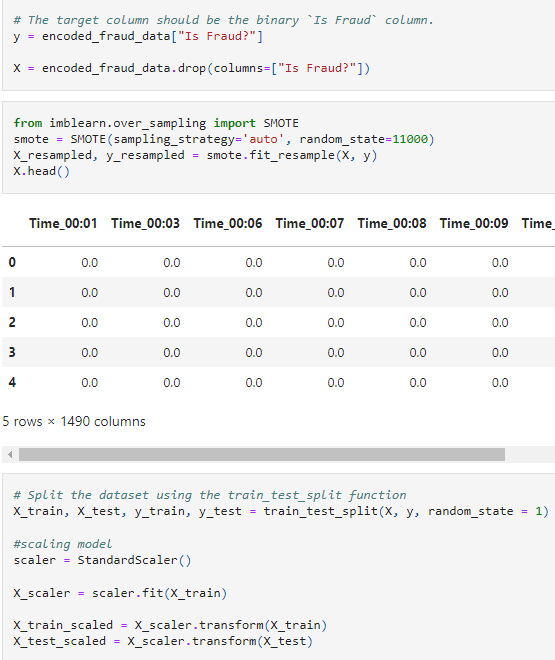 # The target column should be the binary `Is Fraud` column.
y = encoded_fraud_data["Is Fraud?"]
X = encoded_fraud_data.drop(columns=["Is Fraud?"])
from imblearn.over_sampling import SMOTE
smote = SMOTE(sampling_strategy='auto', random_state=11000)
X_resampled, y_resampled = smote.fit_resample(X, y)
X.head()
Time_00:01 Time_00:03 Time_00:06 Time_00:07 Time_00:08 Time_00:09 Time_
0 0.0 0.0 0.0 0.0 0.0 0.0
1 0.0 0.0 0.0 0.0 0.0 0.0
2 0.0 0.0 0.0 0.0 0.0 0.0
3 0.0 0.0 0.0 0.0 0.0 0.0
4 0.0 0.0 0.0 0.0 0.0 0.0
5 rows × 1490 columns
# Split the dataset using the train_test_split function
X_train, X_test, y_train, y_test = train_test_split(X, y, random_state = 1)
#scaling model
scaler = StandardScaler()
X_scaler = scaler.fit(X_train)
X_train_scaled = X_scaler.transform(X_train)
X_test_scaled = X_scaler.transform(X_test)